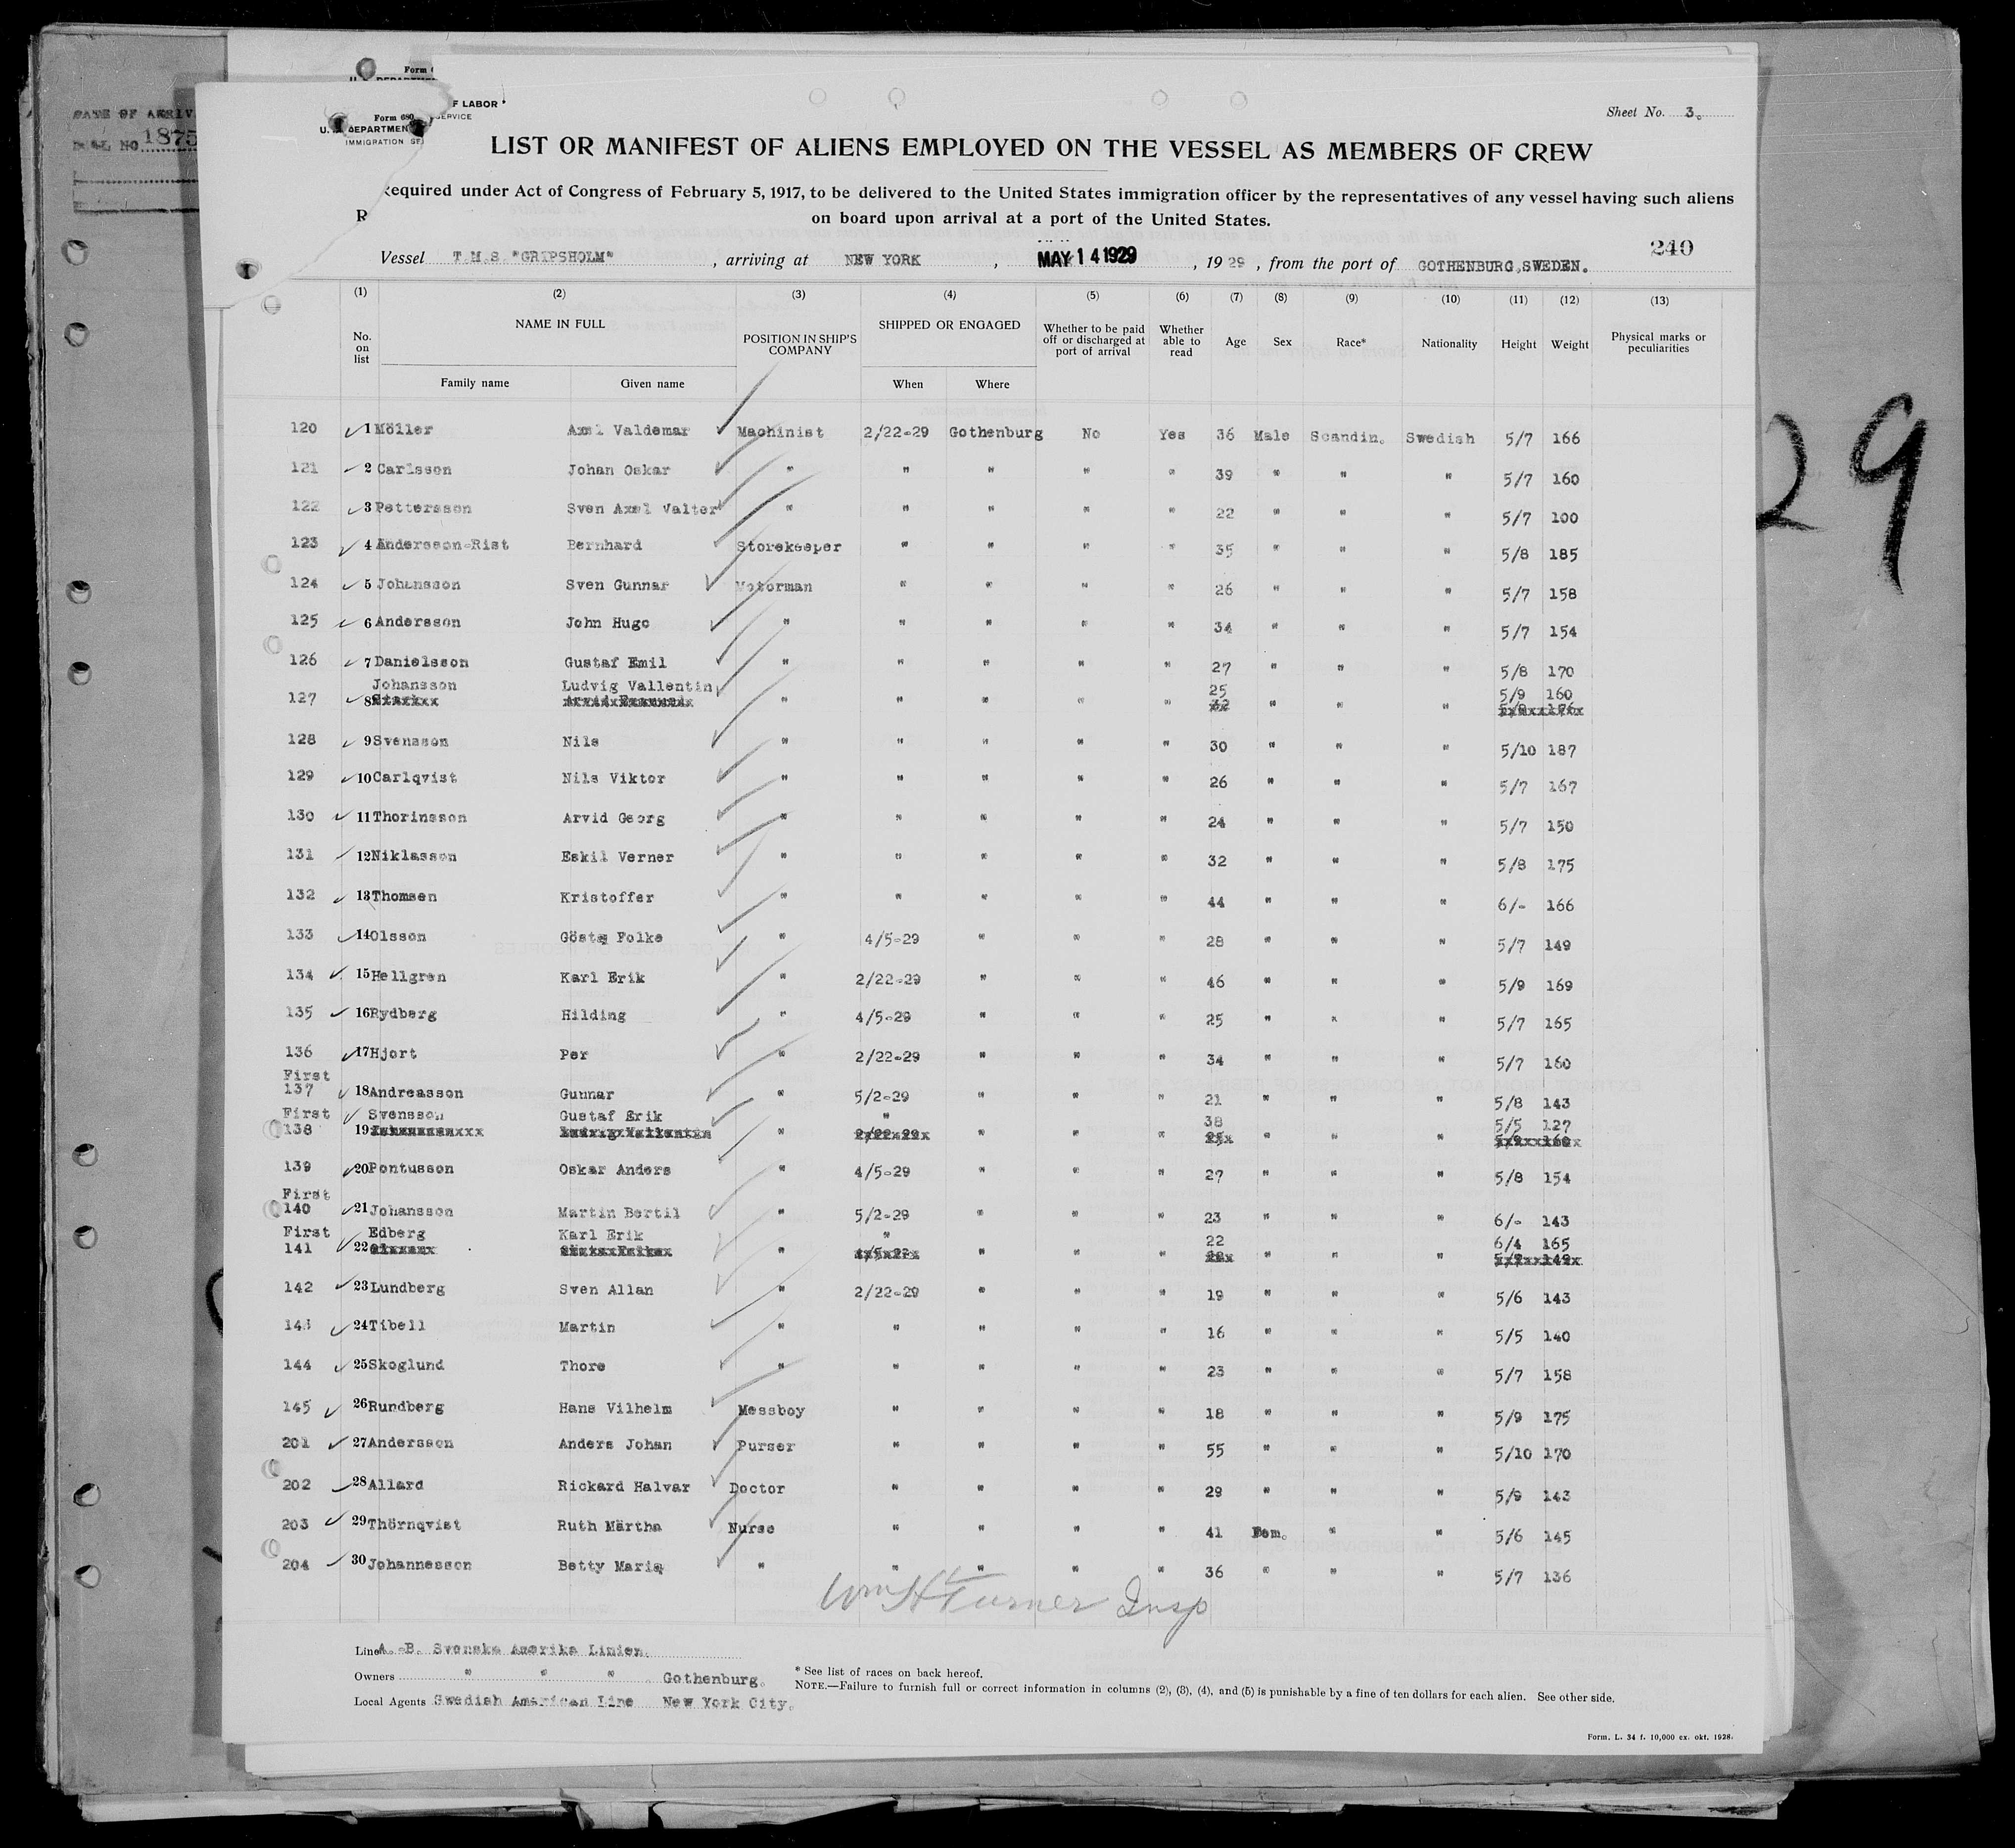 DATE OF ARRIV
1875
Form 680
U. S. DEPARTMENT OF LABOR
IMMIGRATION SERVICE
Sheet No. 3.
LIST OR MANIFEST OF ALIENS EMPLOYED ON THE VESSEL AS MEMBERS OF CREW
Required under Act of Congress of February 5, 1917, to be delivered to the United States immigration officer by the representatives of any vessel having such aliens
on board upon arrival at a port of the United States.
240
Vessel T.M.S. "GRIPSHOLM", arriving at NEW YORK, MAY 14 1929, 1929, from the port of GOTHENBURG, SWEDEN.
(1) (2) (3) (4) (5) (6) (7) (8) (9) (10) (11) (12) (13)
No. on list NAME IN FULL POSITION IN SHIP'S COMPANY SHIPPED OR ENGAGED Whether to be paid off or discharged at port of arrival Whether able to read Age Sex Race* Nationality Height Weight Physical marks or peculiarities
Family name Given name When Where
120 1 Möller Axel Valdemar Machinist 2/22-29 Gothenburg No Yes 36 Male Scandin. Swedish 5/7 166
121 2 Carlsson Johan Oskar " " " " " 39 " " " 5/7 160
122 3 Pettersson Sven Axel Valter " " " " " 22 " " " 5/7 100
123 4 Andersson-Rist Bernhard Storekeeper " " " " 35 " " " 5/8 185
124 5 Johansson Sven Gunnar Motorman " " " " 26 " " " 5/7 158
125 6 Andersson John Hugo " " " " " 34 " " " 5/7 154
126 7 Danielsson Gustaf Emil " " " " " 27 " " " 5/8 170
Johansson Ludvig Vallentin 25 5/9 160
127 8 " " " " " 32 " " "
128 9 Svensson Nils " " " " " 30 " " " 5/10 187
129 10 Carlqvist Nils Viktor " " " " " 26 " " " 5/7 167
130 11 Thorinsson Arvid Georg " " " " " 24 " " " 5/7 150
131 12 Niklasson Eskil Verner " " " " " 32 " " " 5/8 175
132 13 Thomsen Kristoffer " " " " " 44 " " " 6/- 166
133 14 Olsson Gösta Folke " 4/5-29 " " " 28 " " " 5/7 149
134 15 Hellgren Karl Erik " 2/22-29 " " " 46 " " " 5/9 169
135 16 Rydberg Hilding " 4/5-29 " " " 25 " " " 5/7 165
136 17 Hjort Per " 2/22-29 " " " 34 " " " 5/7 160
First
137 18 Andreasson Gunnar " 5/2-29 " " " 21 " " " 5/8 143
First Svensson Gustaf Erik " 38 5/5 127
138 19 " " " " " " "
139 20 Pontusson Oskar Anders " 4/5-29 " " " 27 " " " 5/8 154
First
140 21 Johansson Martin Bertil " 5/2-29 " " " 23 " " " 6/- 143
First Edberg Karl Erik " 22 6/4 165
141 22 " " " " " " "
142 23 Lundberg Sven Allan " 2/22-29 " " " 19 " " " 5/6 143
143 24 Tibell Martin " " " " " 16 " " " 5/5 140
144 25 Skoglund Thore " " " " " 23 " " " 5/7 158
145 26 Rundberg Hans Vilhelm Messboy " " " " 18 " " " 5/9 175
201 27 Andersson Anders Johan Purser " " " " 55 " " " 5/10 170
202 28 Allard Rickard Halvar Doctor " " " " 29 " " " 5/9 143
203 29 Thörnqvist Ruth Märtha Nurse " " " " 41 Fem. " " 5/6 145
204 30 Johannesson Betty Maria " " " " " 36 " " " 5/7 136
Wm H Turner Insp
Line A.-B. Svenska Amerika Linien.
Owners " " " Gothenburg.
Local Agents Swedish American Line New York City.
* See list of races on back hereof.
NOTE.—Failure to furnish full or correct information in columns (2), (3), (4), and (5) is punishable by a fine of ten dollars for each alien. See other side.
Form. L. 34 f. 10,000 ex. okt. 1928.
29